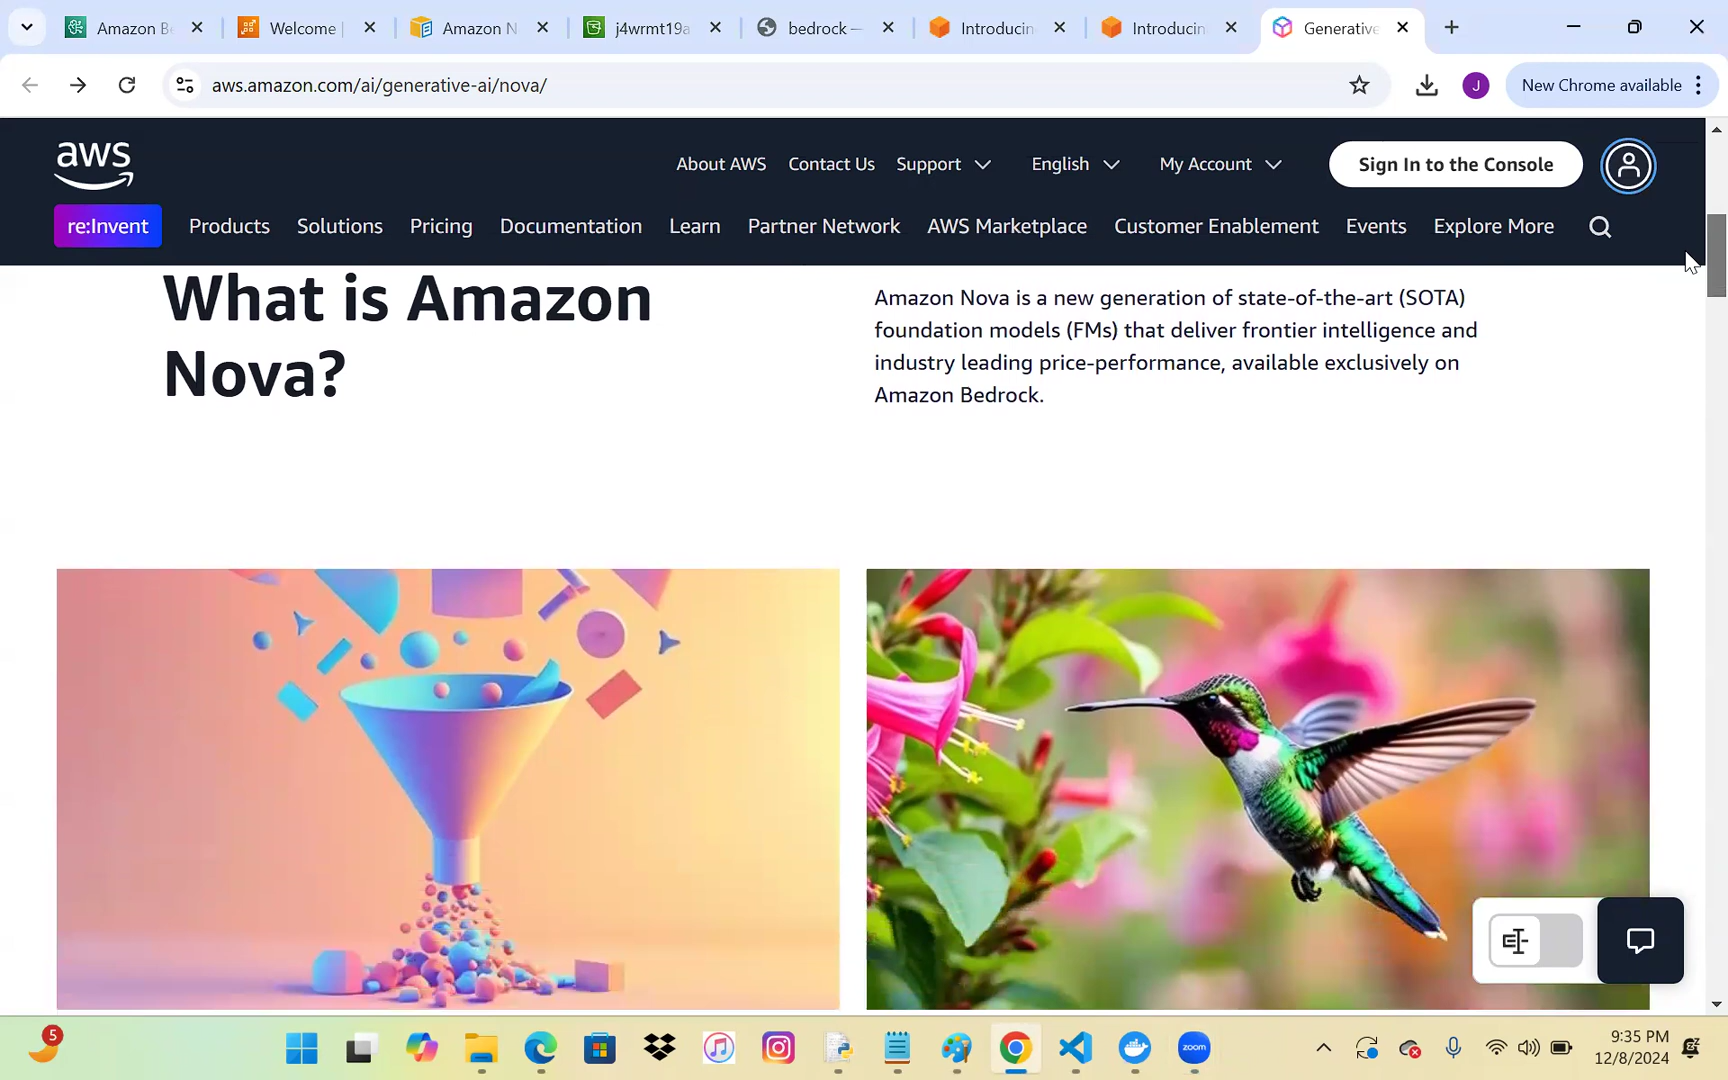 Amazon Be
Welcome |
Amazon N
j4wrmt19a
bedrock —
Introducin
Introducin
Generative
aws.amazon.com/ai/generative-ai/nova/
J
New Chrome available
aws
About AWS
Contact Us
Support
English
My Account
Sign In to the Console
re:Invent
Products
Solutions
Pricing
Documentation
Learn
Partner Network
AWS Marketplace
Customer Enablement
Events
Explore More
What is Amazon
Nova?
Amazon Nova is a new generation of state-of-the-art (SOTA)
foundation models (FMs) that deliver frontier intelligence and
industry leading price-performance, available exclusively on
Amazon Bedrock.
5
zoom
9:35 PM
12/8/2024